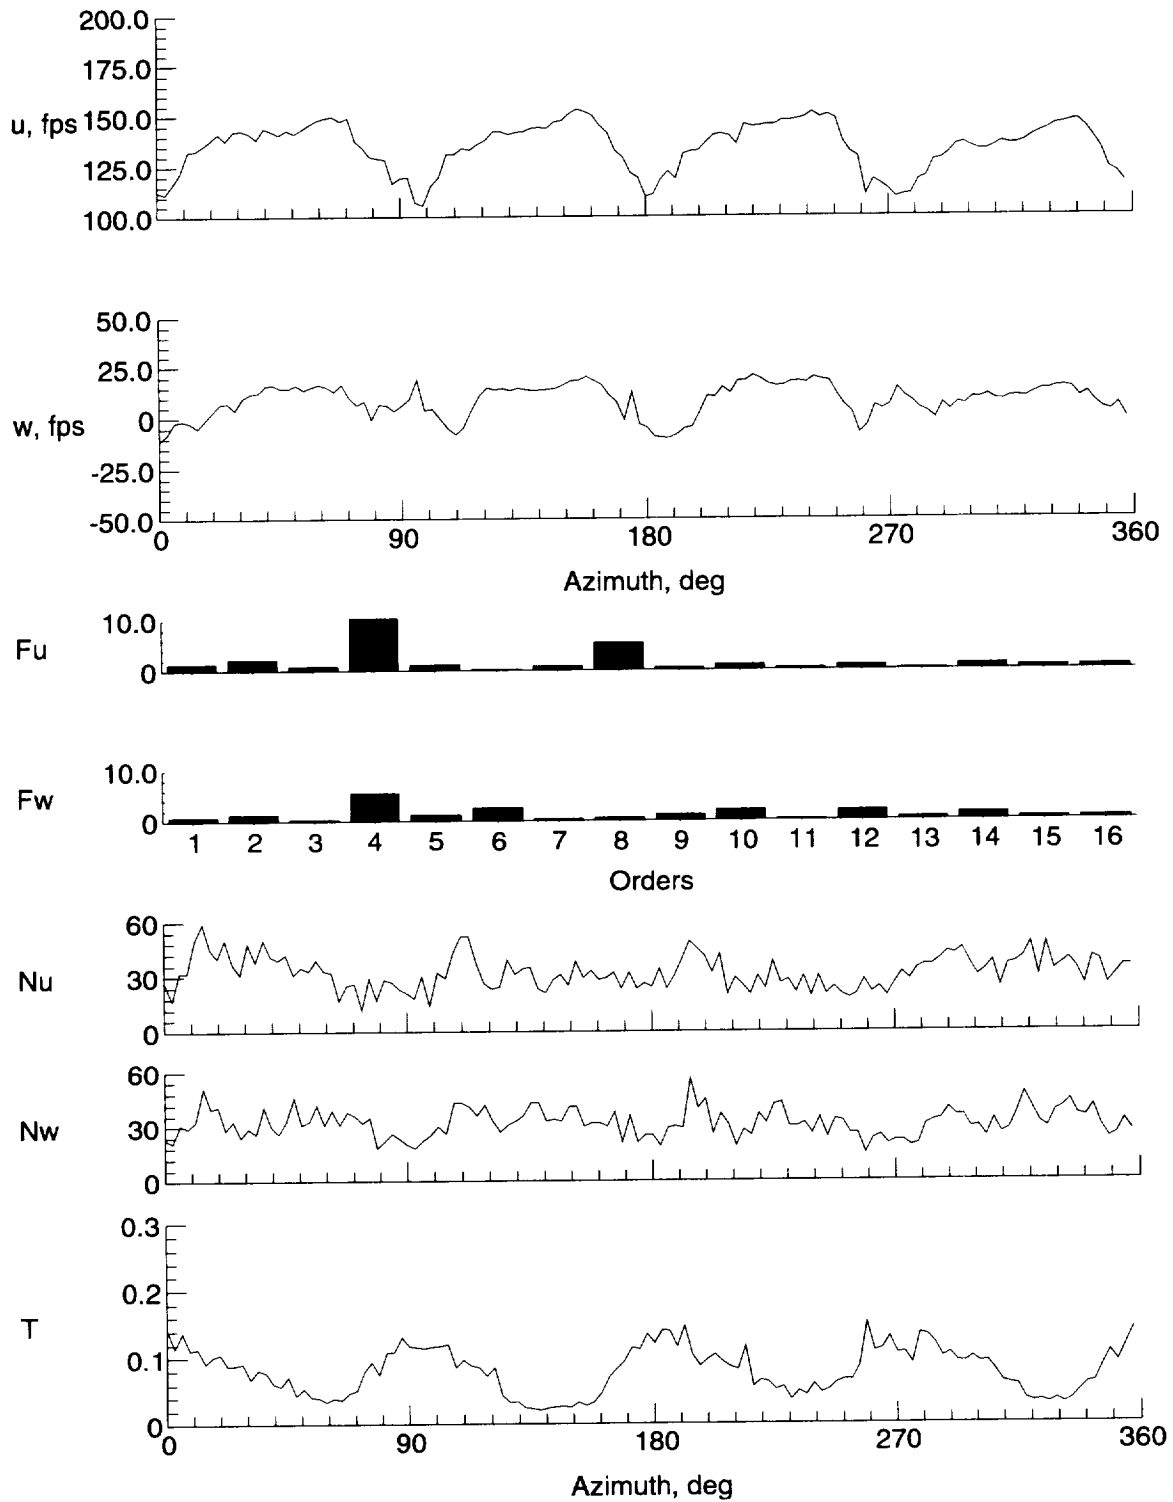 200.0
175.0
u, fps 150.0
125.0
100.0
50.0
25.0
w, fps 0
-25.0
-50.0
0 90 180 270 360
Azimuth, deg
Fu 10.0
0
Fw 10.0
0
1 2 3 4 5 6 7 8 9 10 11 12 13 14 15 16
Orders
60
Nu 30
0
60
Nw 30
0
0.3
0.2
T
0.1
0
0 90 180 270 360
Azimuth, deg